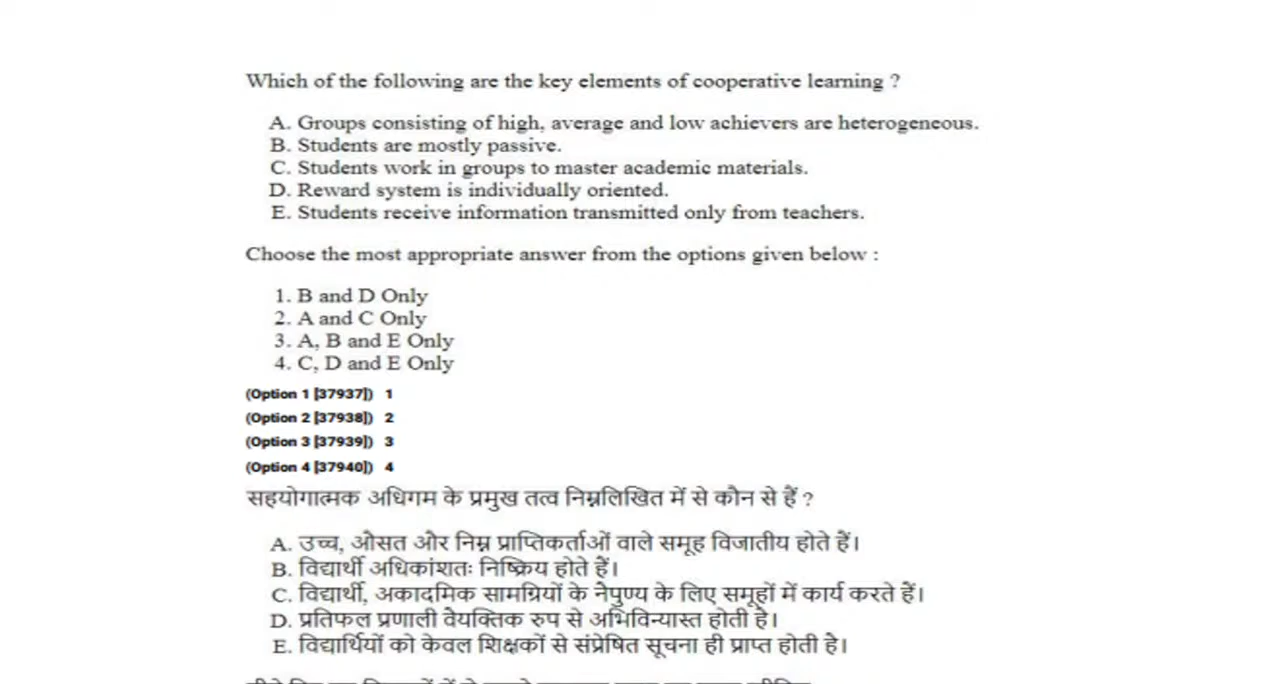 Which of the following are the key elements of cooperative learning ?
A. Groups consisting of high, average and low achievers are heterogeneous.
B. Students are mostly passive.
C. Students work in groups to master academic materials.
D. Reward system is individually oriented.
E. Students receive information transmitted only from teachers.
Choose the most appropriate answer from the options given below :
1. B and D Only
2. A and C Only
3. A, B and E Only
4. C, D and E Only
(Option 1 [37937]) 1
(Option 2 [37938]) 2
(Option 3 [37939]) 3
(Option 4 [37940]) 4
सहयोगात्मक अधिगम के प्रमुख तत्व निम्नलिखित में से कौन से हैं ?
A. उच्च, औसत और निम्न प्राप्तिकर्ताओं वाले समूह विजातीय होते हैं।
B. विद्यार्थी अधिकांशतः निष्क्रिय होते हैं।
C. विद्यार्थी, अकादमिक सामग्रियों के नैपुण्य के लिए समूहों में कार्य करते हैं।
D. प्रतिफल प्रणाली वैयक्तिक रुप से अभिविन्यास्त होती है।
E. विद्यार्थियों को केवल शिक्षकों से संप्रेषित सूचना ही प्राप्त होती है।